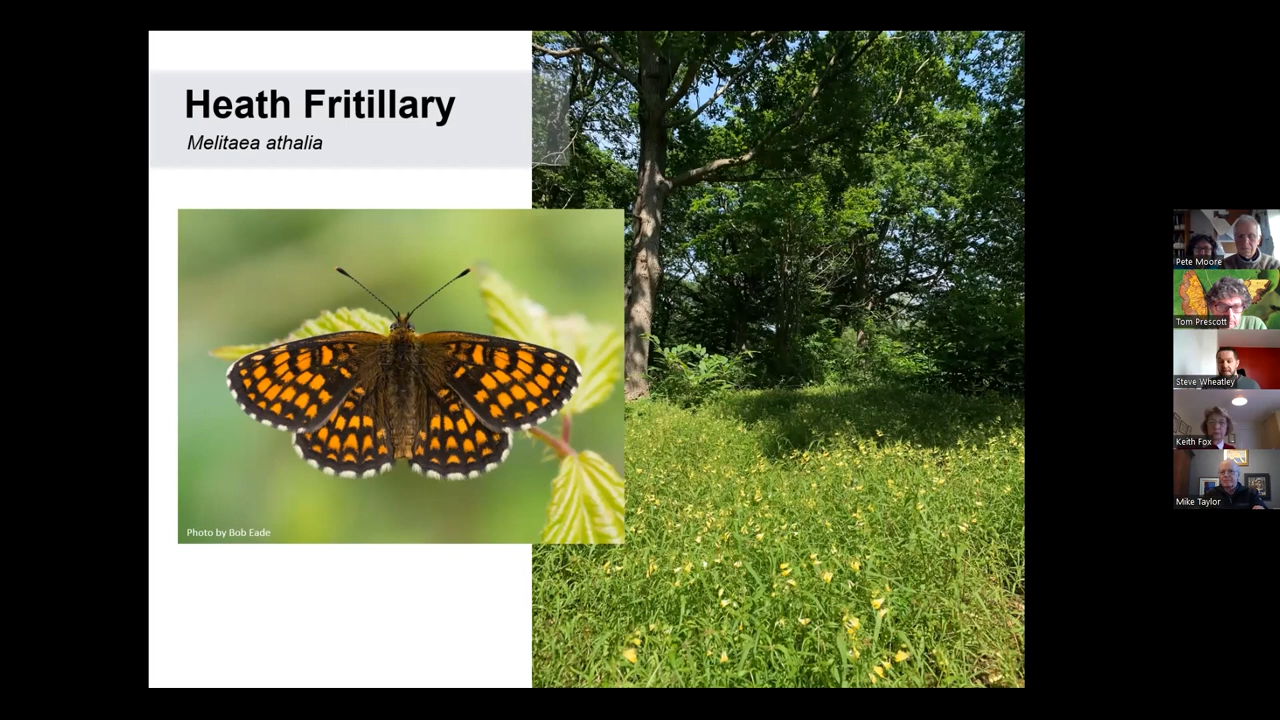 Heath Fritillary
Melitaea athalia
Photo by Bob Eade
Pete Moore
Tom Prescott
Steve Wheatley
Keith Fox
Mike Taylor